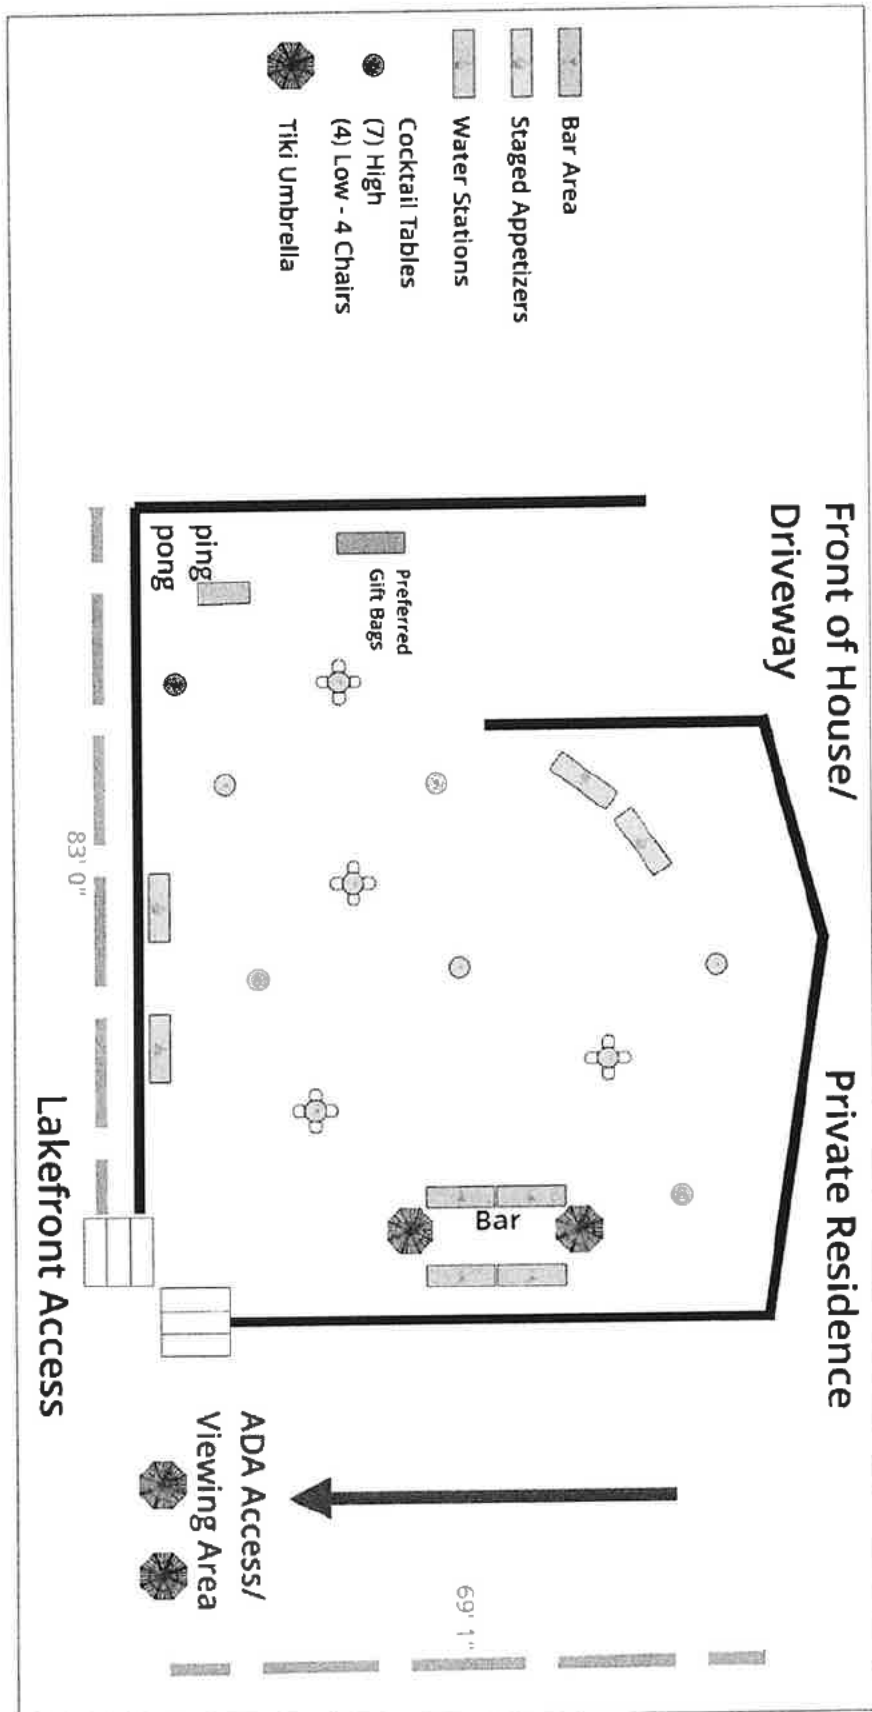 Front of House/
Driveway
Private Residence
Bar Area
Staged Appetizers
Water Stations
Cocktail Tables
(7) High
(4) Low - 4 Chairs
Tiki Umbrella
Preferred
Gift Bags
ping
pong
Bar
ADA Access/
Viewing Area
69' 1"
83' 0"
Lakefront Access